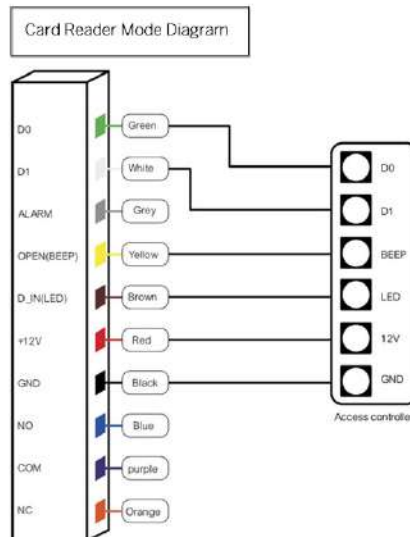 Card Reader Mode Diagram
D0 Green
D1 White
ALARM Grey
OPEN(BEEP) Yellow
D_IN(LED) Brown
+12V Red
GND Black
NO Blue
COM purple
NC Orange
D0
D1
BEEP
LED
12V
GND
Access controlle